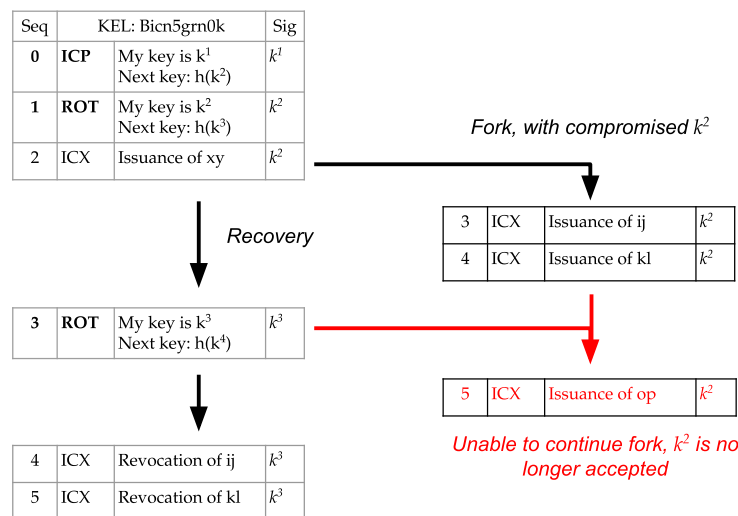 Seq KEL: Bicn5grn0k Sig
0 ICP My key is k¹ k¹
Next key: h(k²)
1 ROT My key is k² k²
Next key: h(k³)
2 ICX Issuance of xy k²
Fork, with compromised k²
3 ICX Issuance of ij k²
4 ICX Issuance of kl k²
Recovery
3 ROT My key is k³ k³
Next key: h(k⁴)
5 ICX Issuance of op k²
Unable to continue fork, k² is no
longer accepted
4 ICX Revocation of ij k³
5 ICX Revocation of kl k³